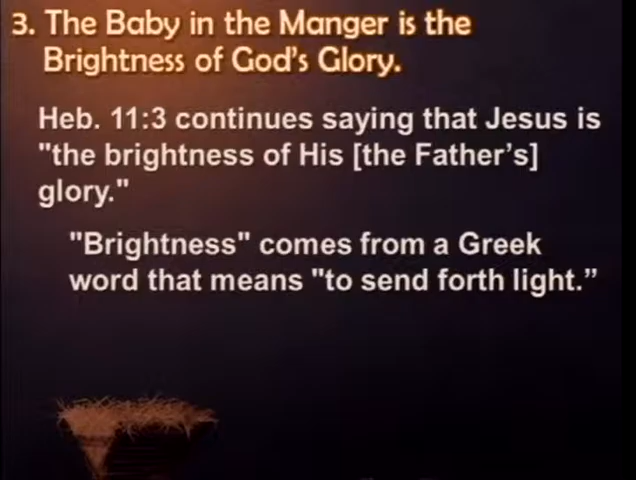 3. The Baby in the Manger is the
Brightness of God's Glory.
Heb. 11:3 continues saying that Jesus is
"the brightness of His [the Father's]
glory."
"Brightness" comes from a Greek
word that means "to send forth light.”